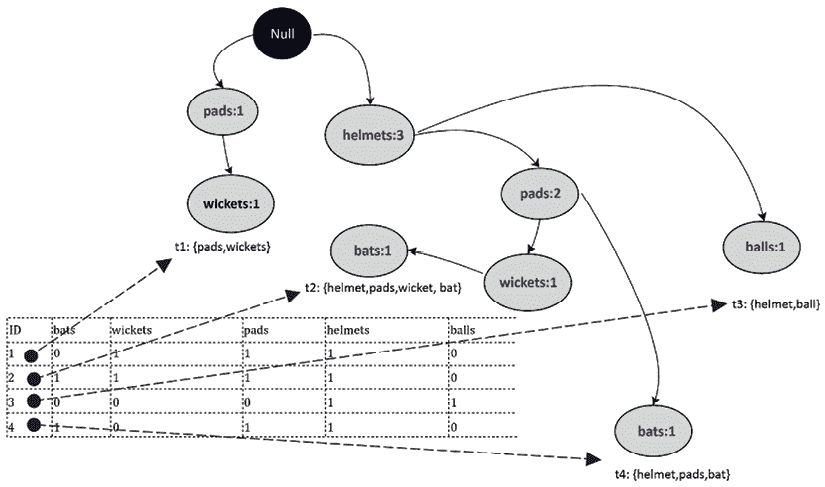 Null
pads:1
helmets:3
wickets:1
pads:2
t1: {pads,wickets}
bats:1
balls:1
wickets:1
t2: {helmet,pads,wicket, bat}
t3: {helmet,ball}
ID bats wickets pads helmets balls
1 0 1 1 1 0
2 1 1 1 1 0
3 0 0 0 1 1
4 1 0 1 1 0
bats:1
t4: {helmet,pads,bat}